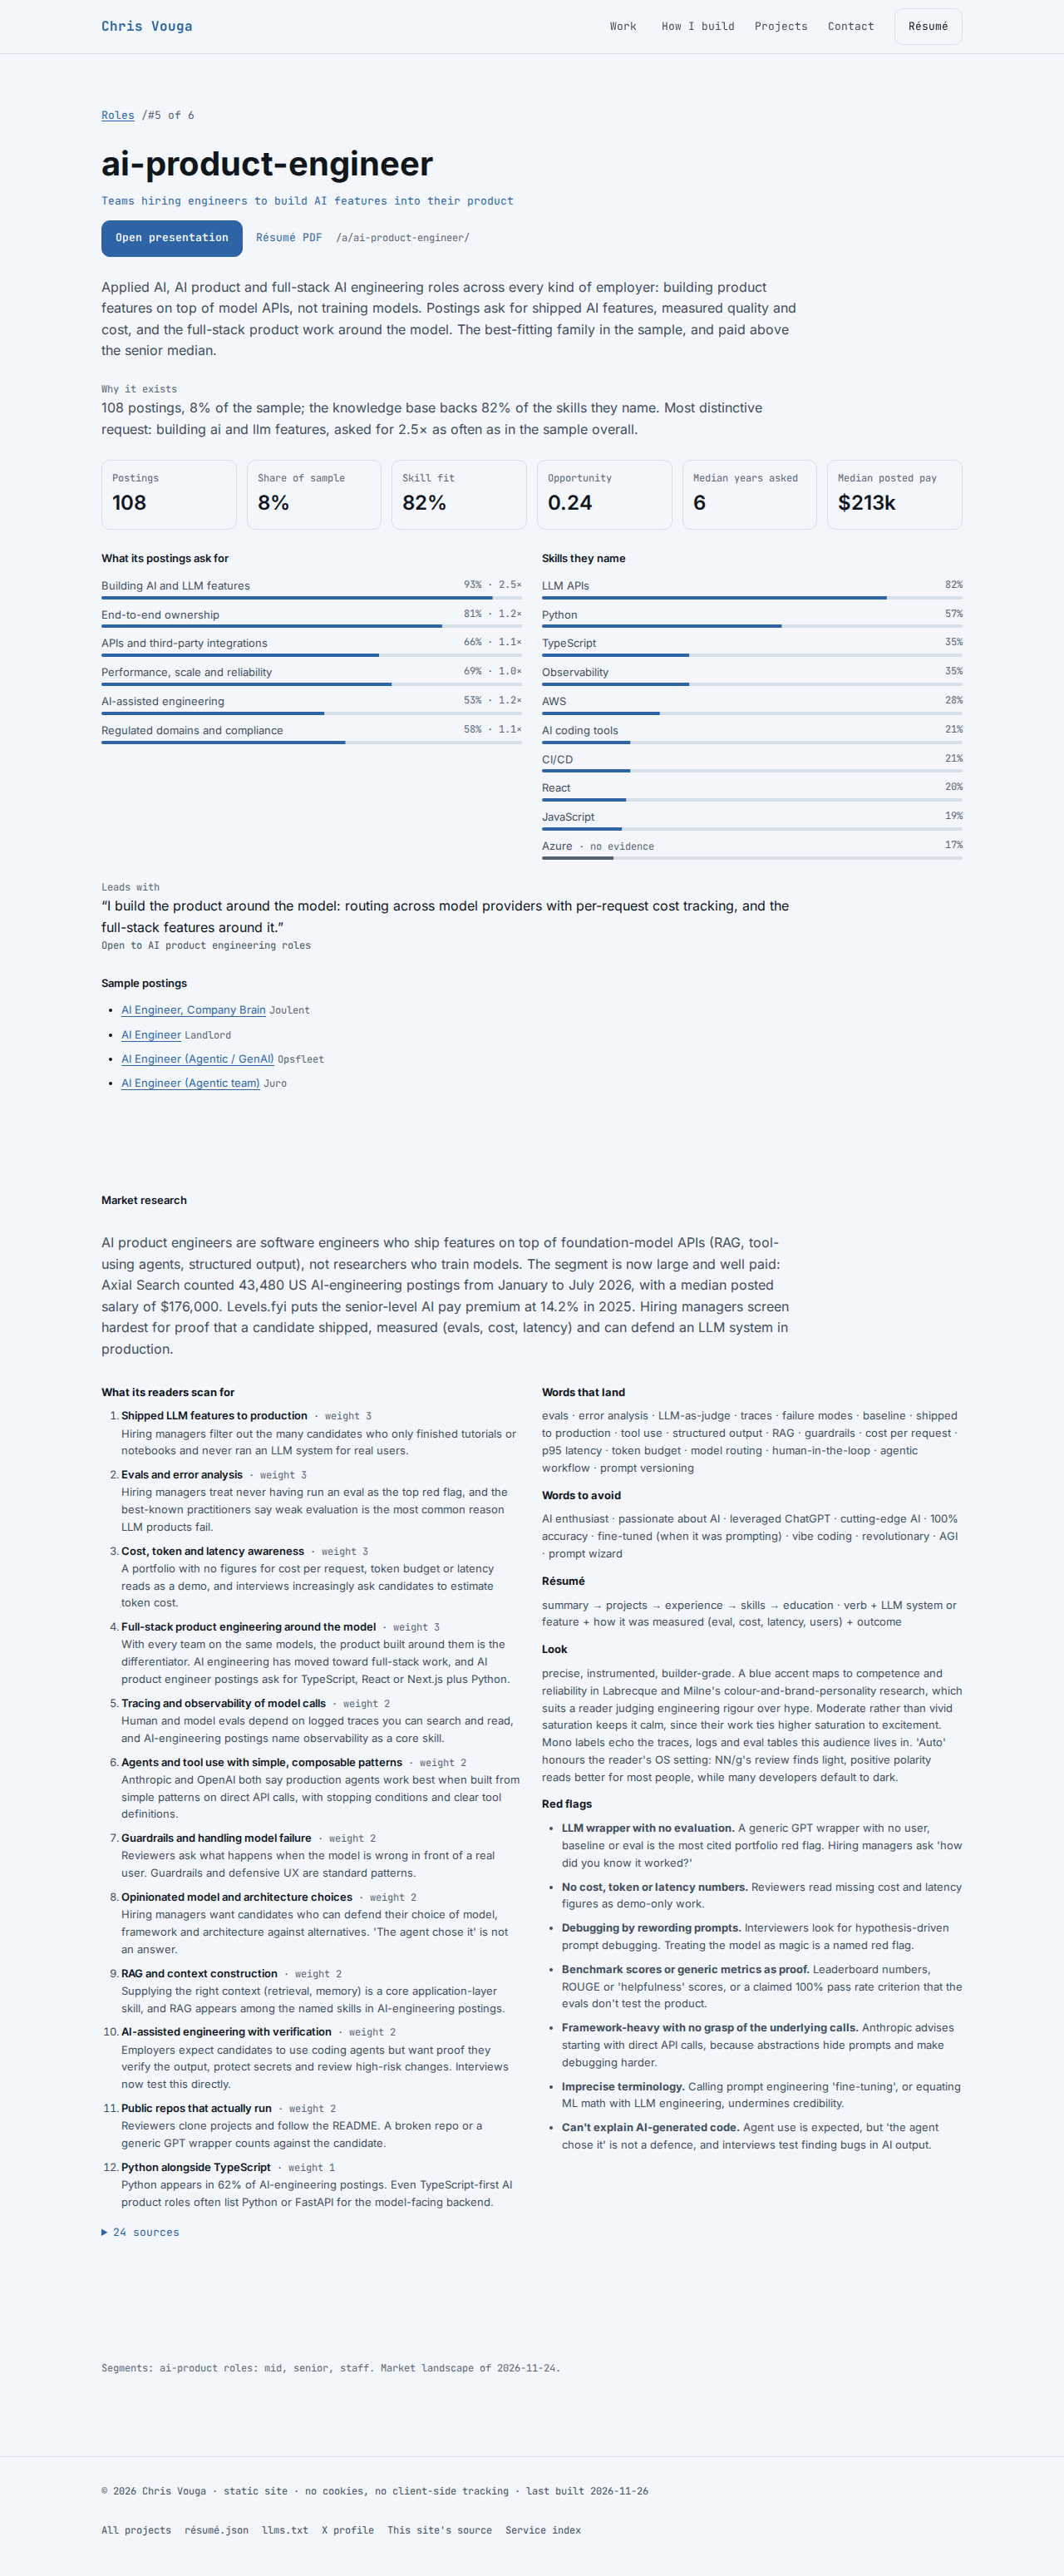 Chris Vouga
Work How I build Projects Contact Résumé
Roles /#5 of 6
ai-product-engineer
Teams hiring engineers to build AI features into their product
Open presentation Résumé PDF /a/ai-product-engineer/
Applied AI, AI product and full-stack AI engineering roles across every kind of employer: building product
features on top of model APIs, not training models. Postings ask for shipped AI features, measured quality and
cost, and the full-stack product work around the model. The best-fitting family in the sample, and paid above
the senior median.
Why it exists
108 postings, 8% of the sample; the knowledge base backs 82% of the skills they name. Most distinctive
request: building ai and llm features, asked for 2.5× as often as in the sample overall.
Postings
108
Share of sample
8%
Skill fit
82%
Opportunity
0.24
Median years asked
6
Median posted pay
$213k
What its postings ask for
Building AI and LLM features 93% · 2.5×
End-to-end ownership 81% · 1.2×
APIs and third-party integrations 66% · 1.1×
Performance, scale and reliability 69% · 1.0×
AI-assisted engineering 53% · 1.2×
Regulated domains and compliance 58% · 1.1×
Skills they name
LLM APIs 82%
Python 57%
TypeScript 35%
Observability 35%
AWS 28%
AI coding tools 21%
CI/CD 21%
React 20%
JavaScript 19%
Azure · no evidence 17%
Leads with
“I build the product around the model: routing across model providers with per-request cost tracking, and the
full-stack features around it.”
Open to AI product engineering roles
Sample postings
• AI Engineer, Company Brain Joulent
• AI Engineer Landlord
• AI Engineer (Agentic / GenAI) Opsfleet
• AI Engineer (Agentic team) Juro
Market research
AI product engineers are software engineers who ship features on top of foundation-model APIs (RAG, tool-
using agents, structured output), not researchers who train models. The segment is now large and well paid:
Axial Search counted 43,480 US AI-engineering postings from January to July 2026, with a median posted
salary of $176,000. Levels.fyi puts the senior-level AI pay premium at 14.2% in 2025. Hiring managers screen
hardest for proof that a candidate shipped, measured (evals, cost, latency) and can defend an LLM system in
production.
What its readers scan for
1. Shipped LLM features to production · weight 3
Hiring managers filter out the many candidates who only finished tutorials or
notebooks and never ran an LLM system for real users.
2. Evals and error analysis · weight 3
Hiring managers treat never having run an eval as the top red flag, and the
best-known practitioners say weak evaluation is the most common reason
LLM products fail.
3. Cost, token and latency awareness · weight 3
A portfolio with no figures for cost per request, token budget or latency
reads as a demo, and interviews increasingly ask candidates to estimate
token cost.
4. Full-stack product engineering around the model · weight 3
With every team on the same models, the product built around them is the
differentiator. AI engineering has moved toward full-stack work, and AI
product engineer postings ask for TypeScript, React or Next.js plus Python.
5. Tracing and observability of model calls · weight 2
Human and model evals depend on logged traces you can search and read,
and AI-engineering postings name observability as a core skill.
6. Agents and tool use with simple, composable patterns · weight 2
Anthropic and OpenAI both say production agents work best when built from
simple patterns on direct API calls, with stopping conditions and clear tool
definitions.
7. Guardrails and handling model failure · weight 2
Reviewers ask what happens when the model is wrong in front of a real
user. Guardrails and defensive UX are standard patterns.
8. Opinionated model and architecture choices · weight 2
Hiring managers want candidates who can defend their choice of model,
framework and architecture against alternatives. 'The agent chose it' is not
an answer.
9. RAG and context construction · weight 2
Supplying the right context (retrieval, memory) is a core application-layer
skill, and RAG appears among the named skills in AI-engineering postings.
10. AI-assisted engineering with verification · weight 2
Employers expect candidates to use coding agents but want proof they
verify the output, protect secrets and review high-risk changes. Interviews
now test this directly.
11. Public repos that actually run · weight 2
Reviewers clone projects and follow the README. A broken repo or a
generic GPT wrapper counts against the candidate.
12. Python alongside TypeScript · weight 1
Python appears in 62% of AI-engineering postings. Even TypeScript-first AI
product roles often list Python or FastAPI for the model-facing backend.
▶ 24 sources
Words that land
evals · error analysis · LLM-as-judge · traces · failure modes · baseline · shipped
to production · tool use · structured output · RAG · guardrails · cost per request ·
p95 latency · token budget · model routing · human-in-the-loop · agentic
workflow · prompt versioning
Words to avoid
AI enthusiast · passionate about AI · leveraged ChatGPT · cutting-edge AI · 100%
accuracy · fine-tuned (when it was prompting) · vibe coding · revolutionary · AGI
· prompt wizard
Résumé
summary → projects → experience → skills → education · verb + LLM system or
feature + how it was measured (eval, cost, latency, users) + outcome
Look
precise, instrumented, builder-grade. A blue accent maps to competence and
reliability in Labrecque and Milne's colour-and-brand-personality research, which
suits a reader judging engineering rigour over hype. Moderate rather than vivid
saturation keeps it calm, since their work ties higher saturation to excitement.
Mono labels echo the traces, logs and eval tables this audience lives in. 'Auto'
honours the reader's OS setting: NN/g's review finds light, positive polarity
reads better for most people, while many developers default to dark.
Red flags
• LLM wrapper with no evaluation. A generic GPT wrapper with no user,
baseline or eval is the most cited portfolio red flag. Hiring managers ask 'how
did you know it worked?'
• No cost, token or latency numbers. Reviewers read missing cost and latency
figures as demo-only work.
• Debugging by rewording prompts. Interviewers look for hypothesis-driven
prompt debugging. Treating the model as magic is a named red flag.
• Benchmark scores or generic metrics as proof. Leaderboard numbers,
ROUGE or 'helpfulness' scores, or a claimed 100% pass rate criterion that the
evals don't test the product.
• Framework-heavy with no grasp of the underlying calls. Anthropic advises
starting with direct API calls, because abstractions hide prompts and make
debugging harder.
• Imprecise terminology. Calling prompt engineering 'fine-tuning', or equating
ML math with LLM engineering, undermines credibility.
• Can't explain AI-generated code. Agent use is expected, but 'the agent
chose it' is not a defence, and interviews test finding bugs in AI output.
Segments: ai-product roles: mid, senior, staff. Market landscape of 2026-11-24.
© 2026 Chris Vouga · static site · no cookies, no client-side tracking · last built 2026-11-26
All projects résumé.json llms.txt X profile This site's source Service index